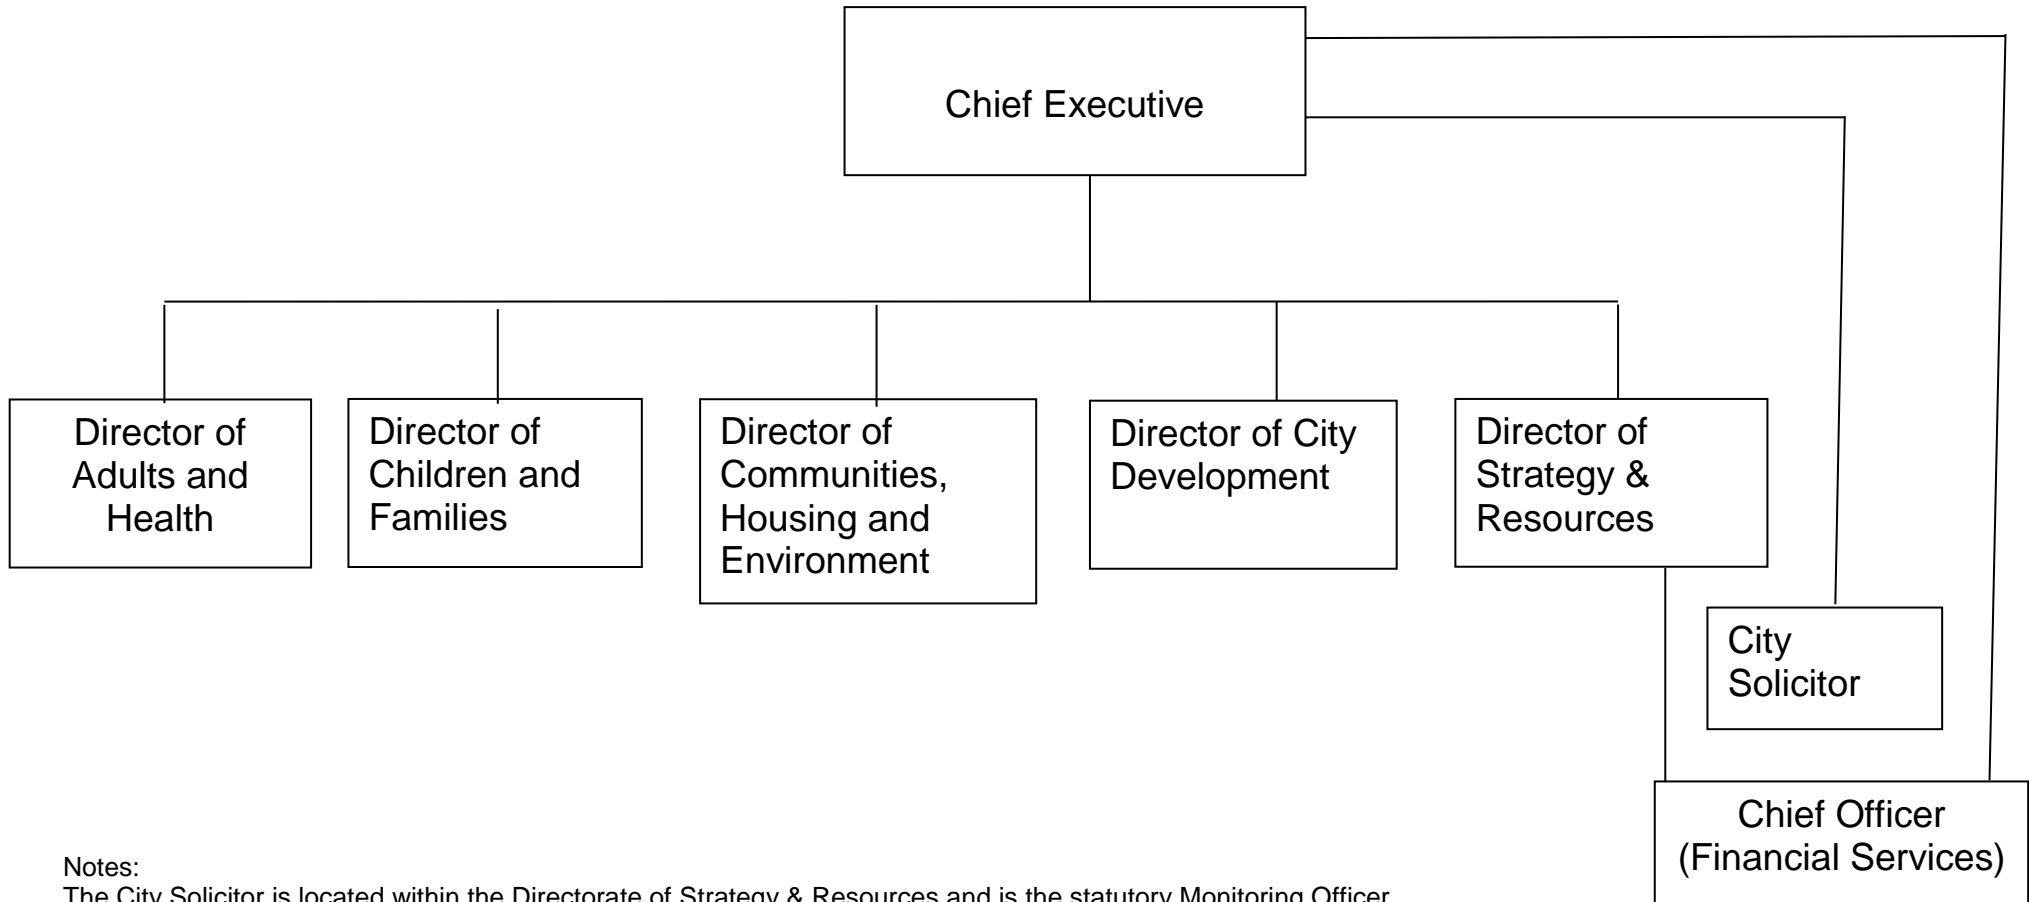 Chief Executive
Director of
Adults and
Health
Director of
Children and
Families
Director of
Communities,
Housing and
Environment
Director of City
Development
Director of
Strategy &
Resources
City
Solicitor
Chief Officer
(Financial Services)
Notes:
The City Solicitor is located within the Directorate of Strategy & Resources and is the statutory Monitoring Officer